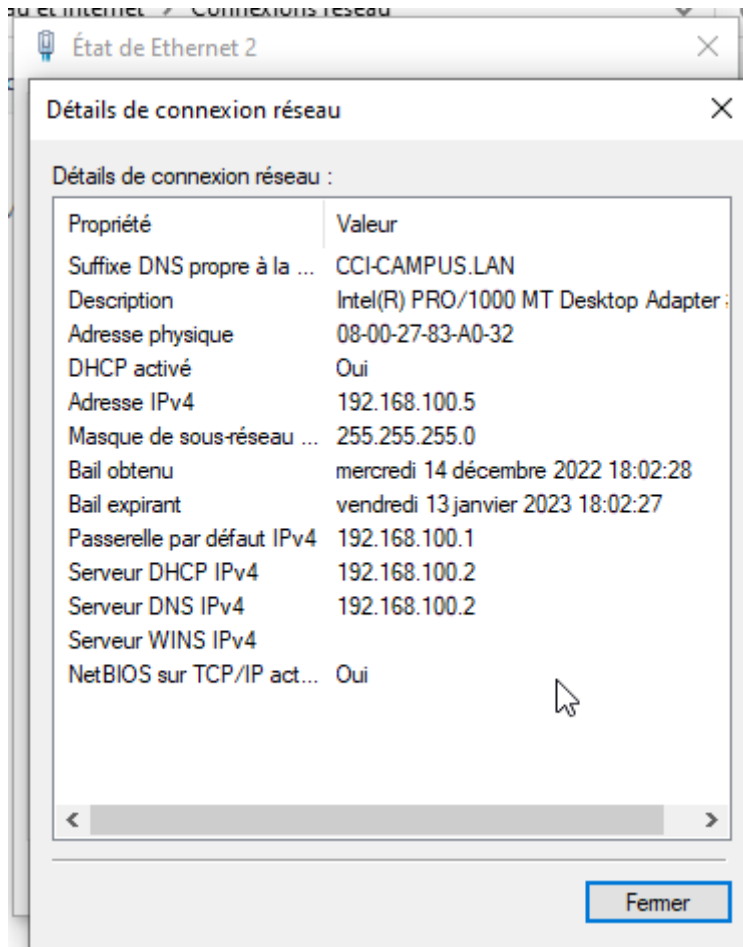 au et Internet > Connexions réseau
État de Ethernet 2
Détails de connexion réseau
Détails de connexion réseau :
Propriété Valeur
Suffixe DNS propre à la ... CCI-CAMPUS.LAN
Description Intel(R) PRO/1000 MT Desktop Adapter
Adresse physique 08-00-27-83-A0-32
DHCP activé Oui
Adresse IPv4 192.168.100.5
Masque de sous-réseau ... 255.255.255.0
Bail obtenu mercredi 14 décembre 2022 18:02:28
Bail expirant vendredi 13 janvier 2023 18:02:27
Passerelle par défaut IPv4 192.168.100.1
Serveur DHCP IPv4 192.168.100.2
Serveur DNS IPv4 192.168.100.2
Serveur WINS IPv4
NetBIOS sur TCP/IP act... Oui
Fermer